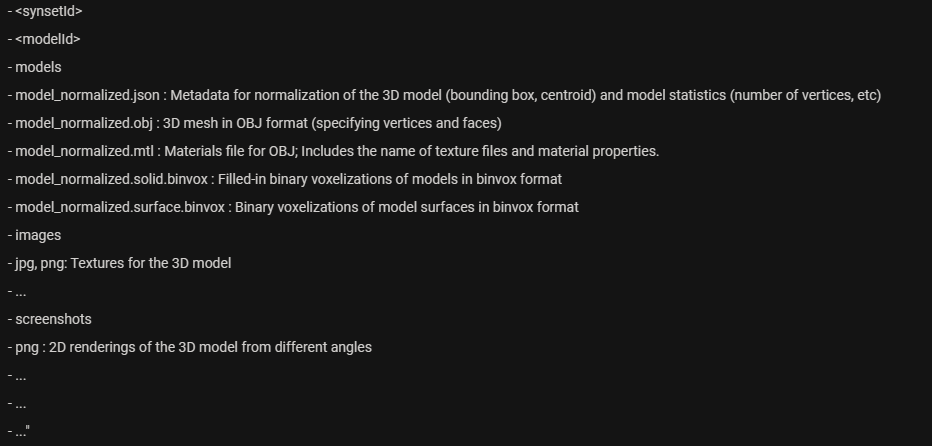 - <synsetId>
- <modelId>
- models
- model_normalized.json : Metadata for normalization of the 3D model (bounding box, centroid) and model statistics (number of vertices, etc)
- model_normalized.obj : 3D mesh in OBJ format (specifying vertices and faces)
- model_normalized.mtl : Materials file for OBJ; Includes the name of texture files and material properties.
- model_normalized.solid.binvox : Filled-in binary voxelizations of models in binvox format
- model_normalized.surface.binvox : Binary voxelizations of model surfaces in binvox format
- images
- jpg, png: Textures for the 3D model
- ...
- screenshots
- png : 2D renderings of the 3D model from different angles
- ...
- ...
- ..."